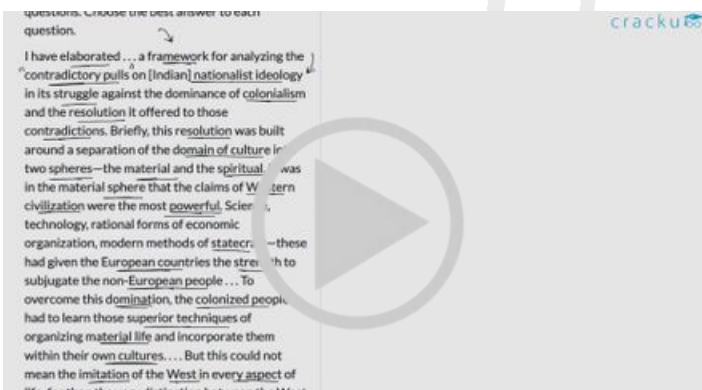 questions. Choose the best answer to each
question.
cracku
I have elaborated ... a framework for analyzing the
contradictory pulls on [Indian] nationalist ideology
in its struggle against the dominance of colonialism
and the resolution it offered to those
contradictions. Briefly, this resolution was built
around a separation of the domain of culture
two spheres—the material and the spiritual. was
in the material sphere that the claims of
civilization were the most powerful.
technology, rational forms of economic
organization, modern methods of —these
had given the European countries the to
subjugate the non-European people ... To
overcome this domination, the colonized
had to learn those superior techniques of
organizing material life and incorporate them
within their own cultures. . . . But this could not
mean the imitation of the West in every aspect of